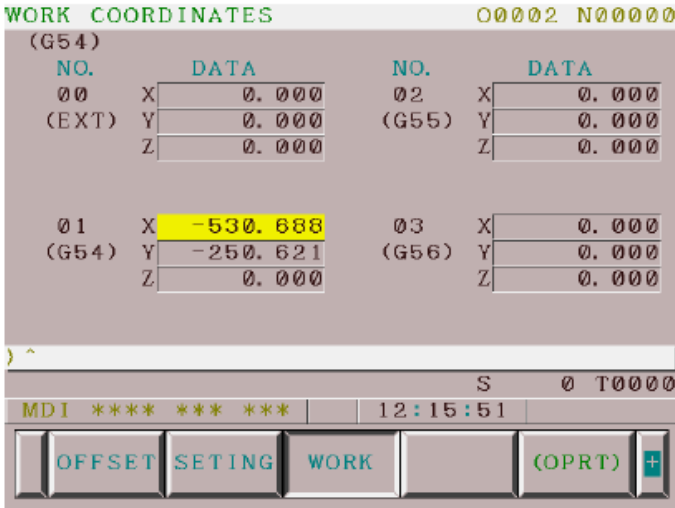 WORK COORDINATES O0002 N00000
(G54)
NO. DATA NO. DATA
00 X 0.000 02 X 0.000
(EXT) Y 0.000 (G55) Y 0.000
Z 0.000 Z 0.000
01 X -530.688 03 X 0.000
(G54) Y -250.621 (G56) Y 0.000
Z 0.000 Z 0.000
) ^
S 0 T0000
MDI **** *** *** 12:15:51
OFFSET SETING WORK (OPRT) +